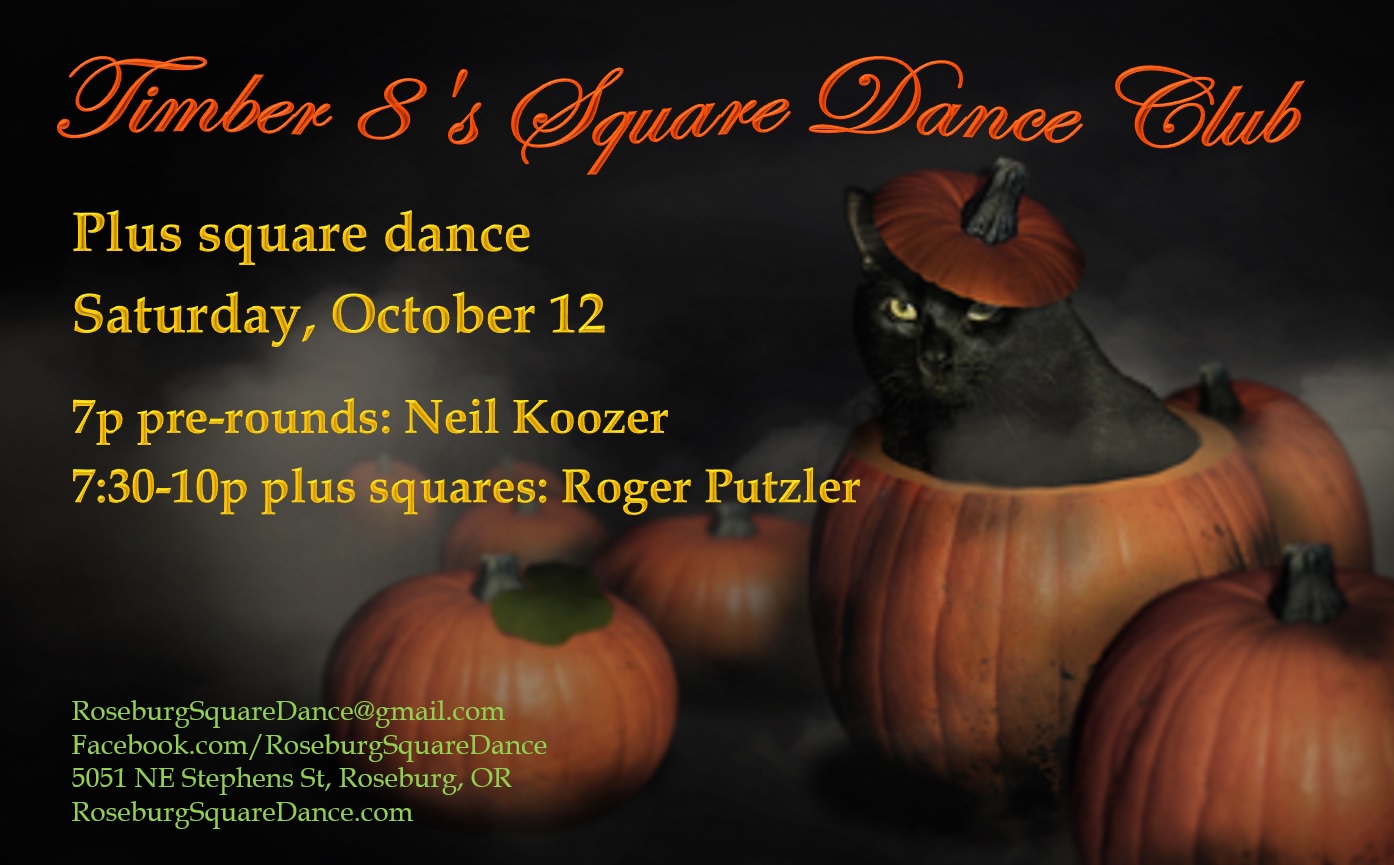 Timber 8's Square Dance Club
Plus square dance
Saturday, October 12
7p pre-rounds: Neil Koozer
7:30-10p plus squares: Roger Putzler
RoseburgSquareDance@gmail.com
Facebook.com/RoseburgSquareDance
5051 NE Stephens St, Roseburg, OR
RoseburgSquareDance.com